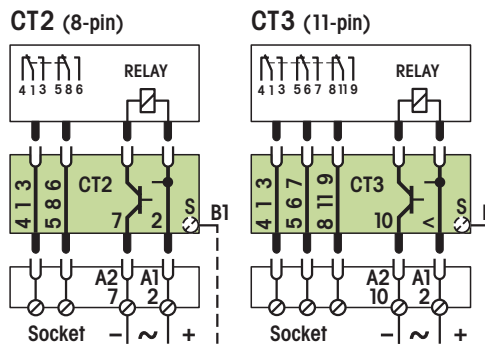 CT2 (8-pin)
CT3 (11-pin)
RELAY
4 1 3 5 8 6
RELAY
4 1 3 5 6 7 8 11 9
4 1 3
5 8 6
CT2
7
2
S
B1
4 1 3
5 6 7
8 11 9
CT3
10
<
S
A2
7
A1
2
A2
10
A1
2
Socket
− ~ +
Socket
− ~ +